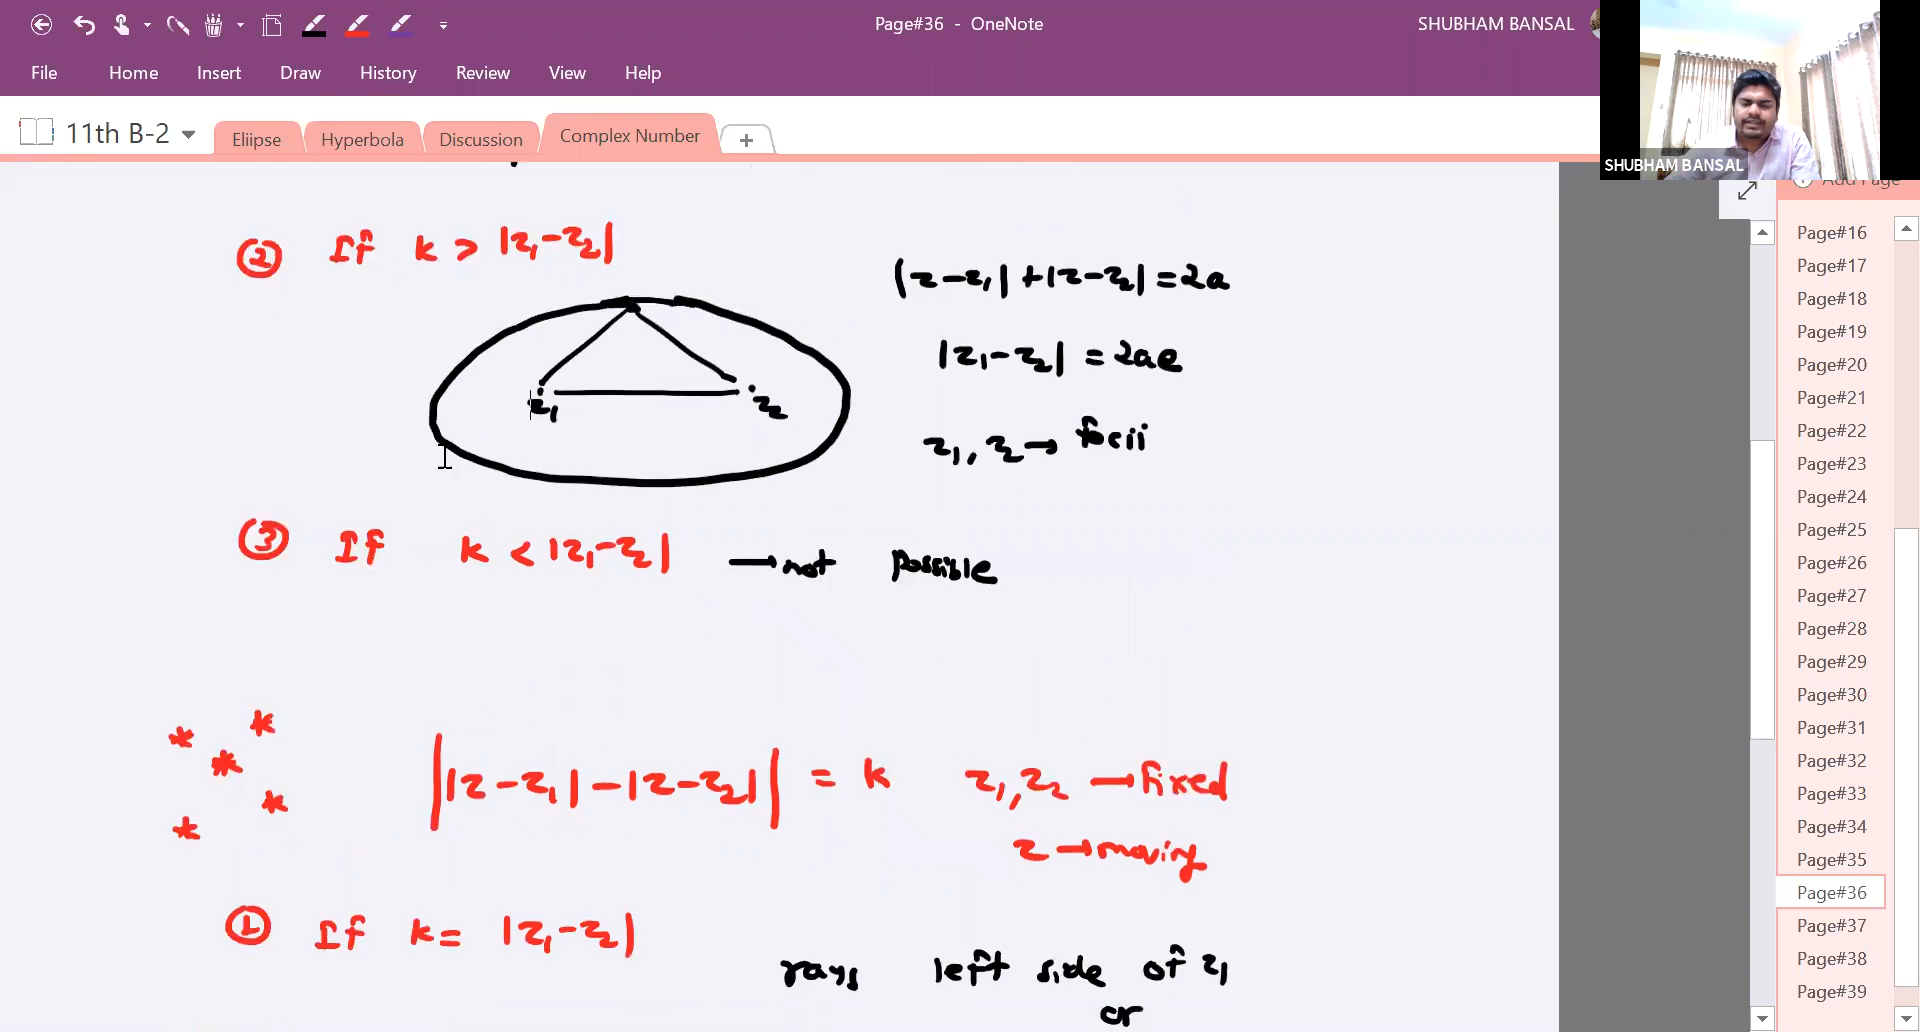 Page#36 - OneNote
SHUBHAM BANSAL
File Home Insert Draw History Review View Help
11th B-2
Eliipse Hyperbola Discussion Complex Number
SHUBHAM BANSAL
Add Page
② If k > |z₁-z₂|
|z-z₁| + |z-z₂| = 2a
|z₁-z₂| = 2ae
z₁ z₂
z₁, z₂ → focii
③ If k < |z₁-z₂| → not possible
||z-z₁|-|z-z₂|| = k z₁, z₂ → fixed
z → moving
① If k = |z₁-z₂|
rays left side of z₁
or
Page#16
Page#17
Page#18
Page#19
Page#20
Page#21
Page#22
Page#23
Page#24
Page#25
Page#26
Page#27
Page#28
Page#29
Page#30
Page#31
Page#32
Page#33
Page#34
Page#35
Page#36
Page#37
Page#38
Page#39